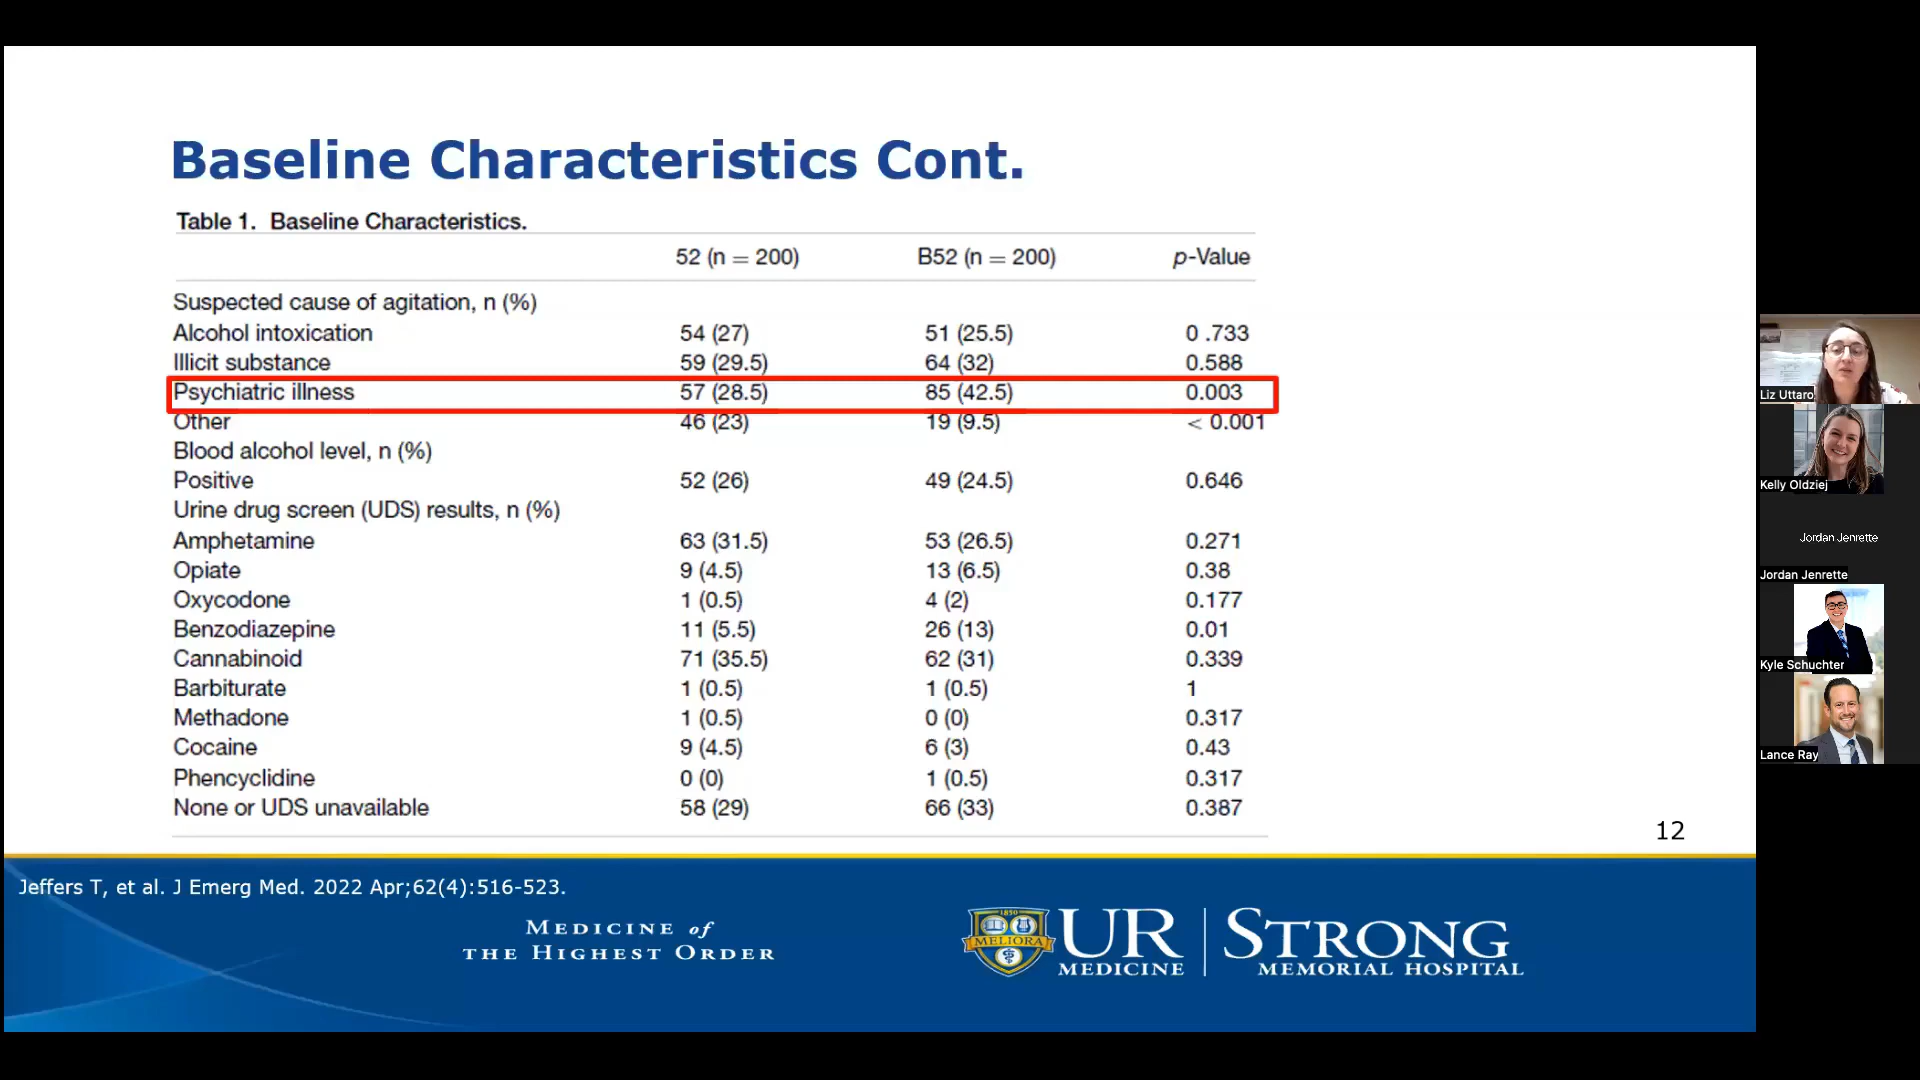 Baseline Characteristics Cont.
Table 1. Baseline Characteristics.
52 (n = 200) B52 (n = 200) p-Value
Suspected cause of agitation, n (%)
Alcohol intoxication 54 (27) 51 (25.5) 0 .733
Illicit substance 59 (29.5) 64 (32) 0.588
Psychiatric illness 57 (28.5) 85 (42.5) 0.003
Other 46 (23) 19 (9.5) < 0.001
Blood alcohol level, n (%)
Positive 52 (26) 49 (24.5) 0.646
Urine drug screen (UDS) results, n (%)
Amphetamine 63 (31.5) 53 (26.5) 0.271
Opiate 9 (4.5) 13 (6.5) 0.38
Oxycodone 1 (0.5) 4 (2) 0.177
Benzodiazepine 11 (5.5) 26 (13) 0.01
Cannabinoid 71 (35.5) 62 (31) 0.339
Barbiturate 1 (0.5) 1 (0.5) 1
Methadone 1 (0.5) 0 (0) 0.317
Cocaine 9 (4.5) 6 (3) 0.43
Phencyclidine 0 (0) 1 (0.5) 0.317
None or UDS unavailable 58 (29) 66 (33) 0.387
12
Jeffers T, et al. J Emerg Med. 2022 Apr;62(4):516-523.
MEDICINE of
THE HIGHEST ORDER
1850
MELIORA
UR
MEDICINE
STRONG
MEMORIAL HOSPITAL
Liz Uttaro
Kelly Oldziej
Jordan Jenrette
Jordan Jenrette
Kyle Schuchter
Lance Ray